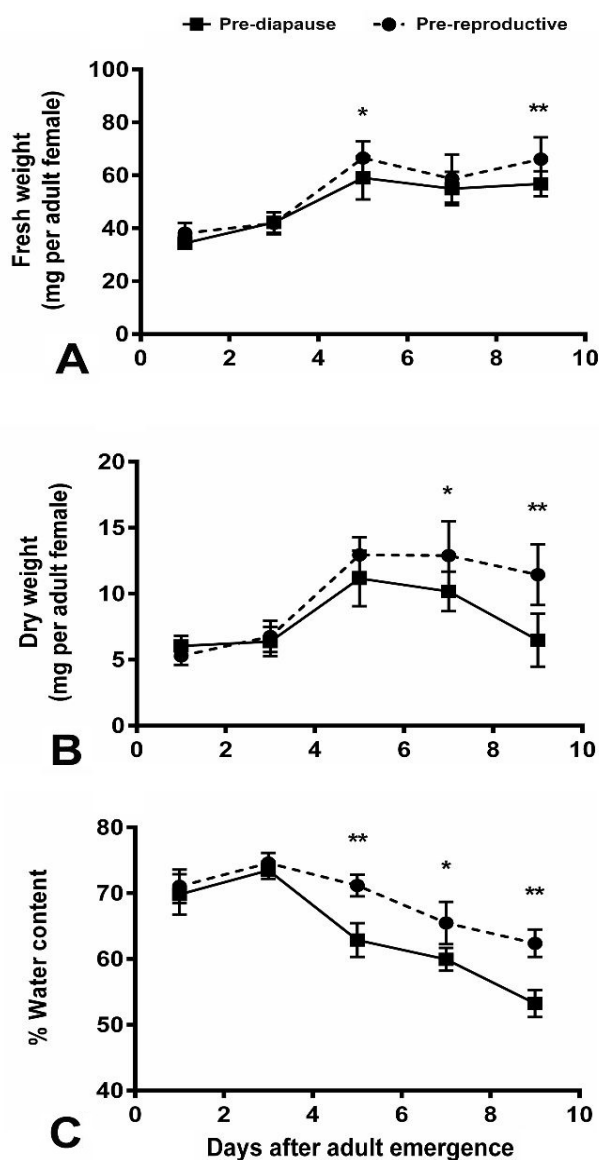 Pre-diapause Pre-reproductive
Fresh weight
(mg per adult female)
100
80
60
40
20
0
* **
0 2 4 6 8 10
A
Dry weight
(mg per adult female)
20
15
10
5
0
* **
0 2 4 6 8 10
B
% Water content
80
70
60
50
40
** * **
0 2 4 6 8 10
C
Days after adult emergence